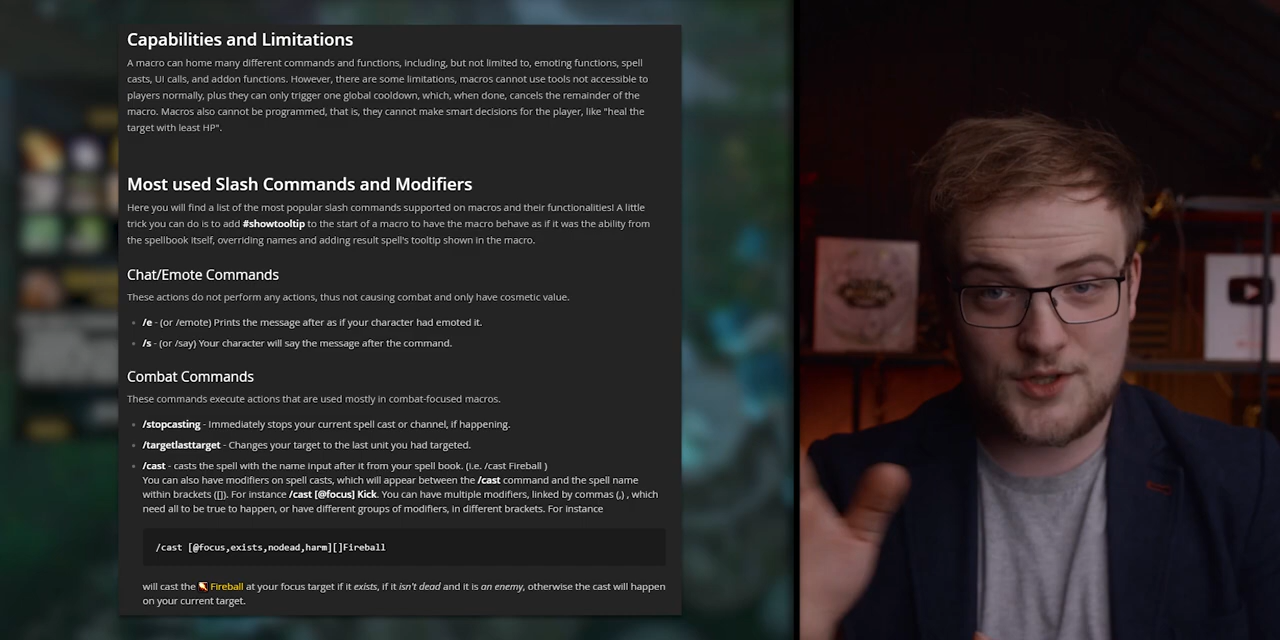 Capabilities and Limitations
A macro can home many different commands and functions, including, but not limited to, emoting functions, spell
casts, UI calls, and addon functions. However, there are some limitations, macros cannot use tools not accessible to
players normally, plus they can only trigger one global cooldown, which, when done, cancels the remainder of the
macro. Macros also cannot be programmed, that is, they cannot make smart decisions for the player, like "heal the
target with least HP".
Most used Slash Commands and Modifiers
Here you will find a list of the most popular slash commands supported on macros and their functionalities! A little
trick you can do is to add #showtooltip to the start of a macro to have the macro behave as if it was the ability from
the spellbook itself, overriding names and adding result spell's tooltip shown in the macro.
Chat/Emote Commands
These actions do not perform any actions, thus not causing combat and only have cosmetic value.
/e - (or /emote) Prints the message after as if your character had emoted it.
/s - (or /say) Your character will say the message after the command.
Combat Commands
These commands execute actions that are used mostly in combat-focused macros.
/stopcasting - Immediately stops your current spell cast or channel, if happening.
/targetlasttarget - Changes your target to the last unit you had targeted.
/cast - casts the spell with the name input after it from your spell book. (i.e. /cast Fireball )
You can also have modifiers on spell casts, which will appear between the /cast command and the spell name
within brackets ([]). For instance /cast [@focus] Kick. You can have multiple modifiers, linked by commas (,) , which
need all to be true to happen, or have different groups of modifiers, in different brackets. For instance
/cast [@focus,exists,nodead,harm][]Fireball
will cast the Fireball at your focus target if it exists, if it isn't dead and it is an enemy, otherwise the cast will happen
on your current target.